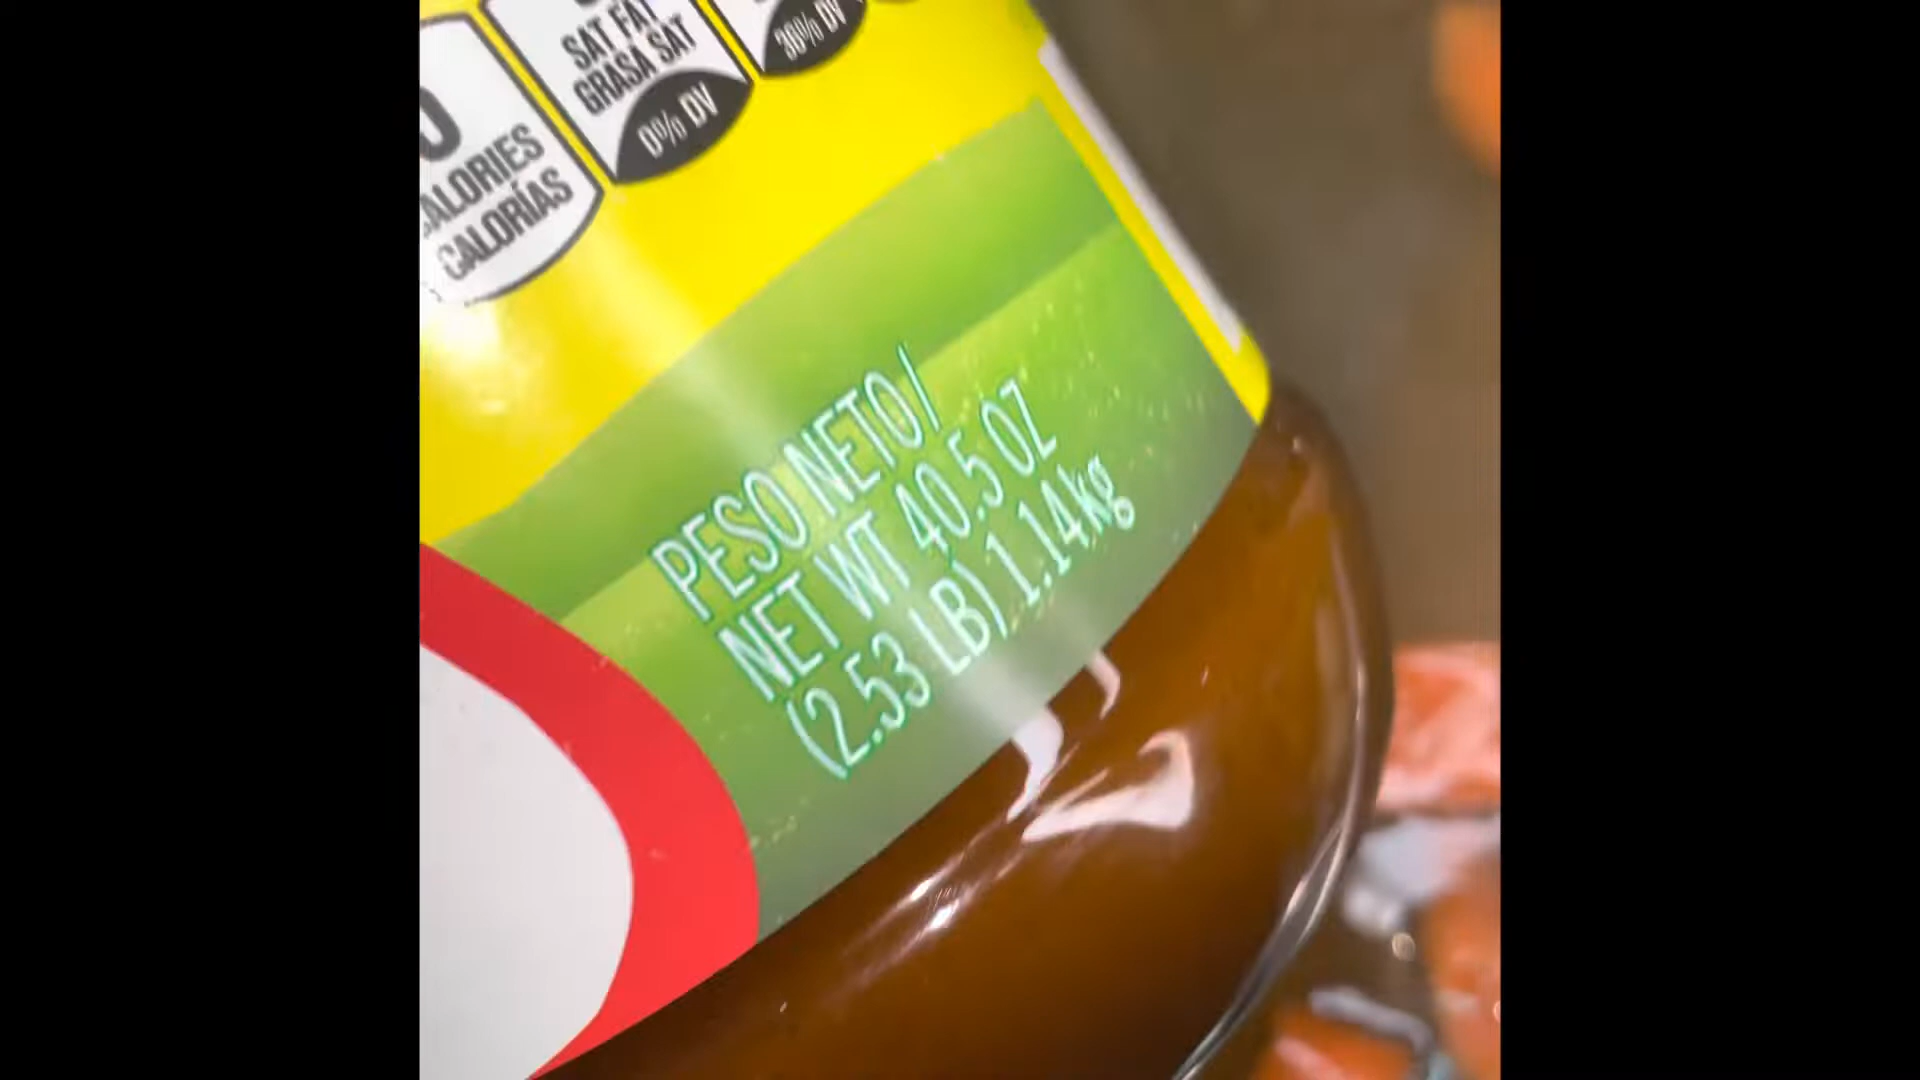 SAT FAT
GRASA SAT
0% DV
30% DV
CALORIES
CALORÍAS
PESO NETO/
NET WT 40.5 OZ
(2.53 LB) 1.14kg